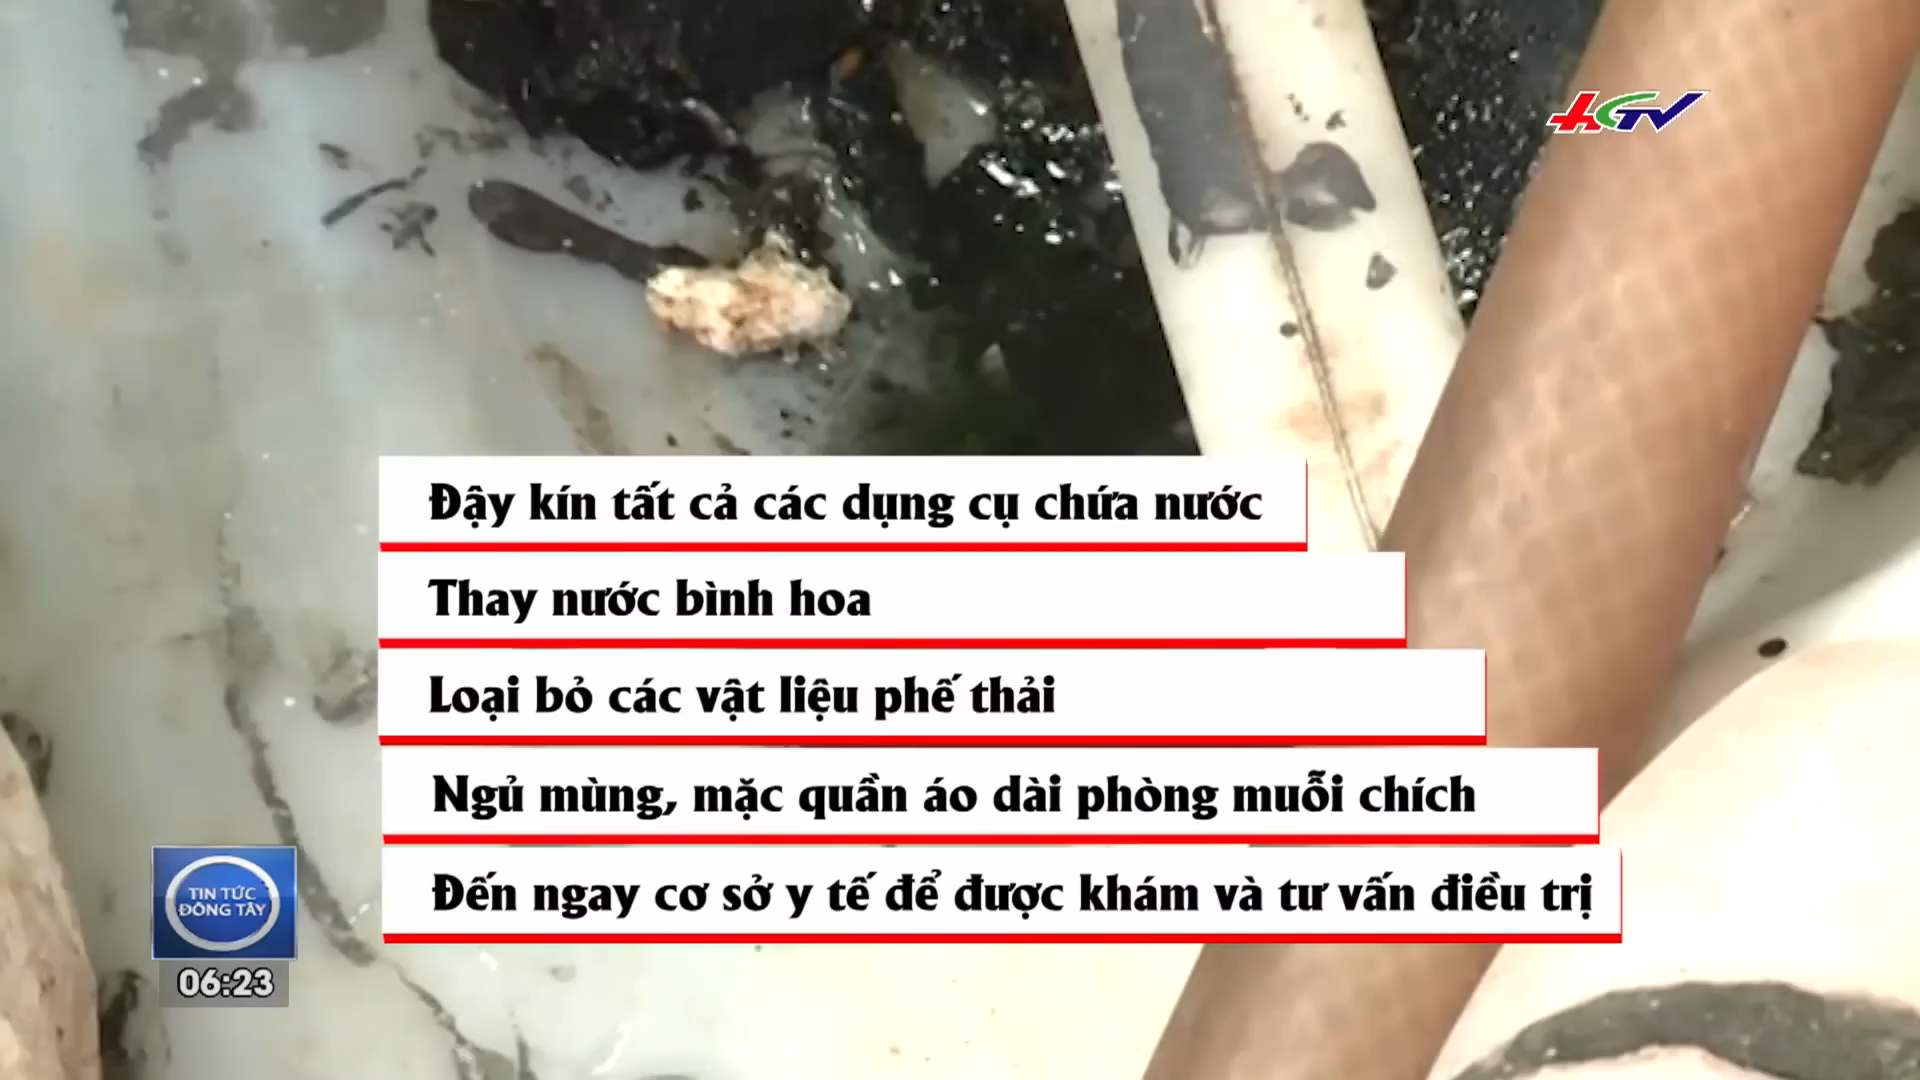 HGTV
Đậy kín tất cả các dụng cụ chứa nước
Thay nước bình hoa
Loại bỏ các vật liệu phế thải
Ngủ mùng, mặc quần áo dài phòng muỗi chích
Đến ngay cơ sở y tế để được khám và tư vấn điều trị
TIN TỨC
ĐÔNG TÂY
06:23